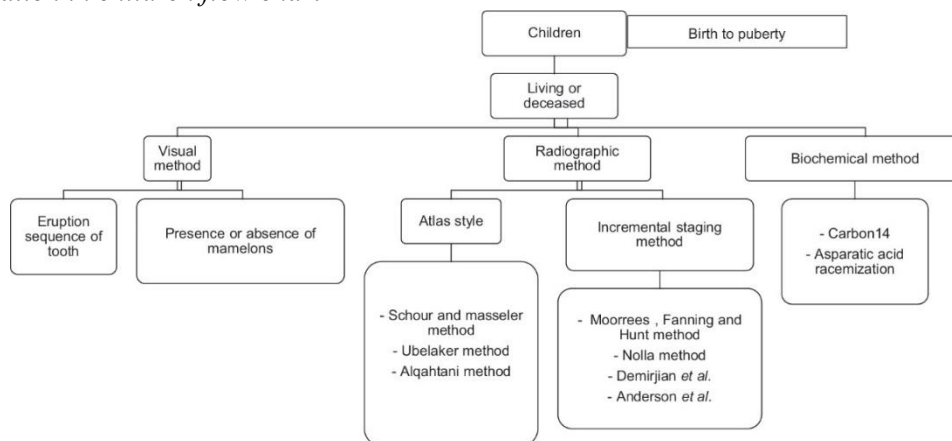 Children
Birth to puberty
Living or
deceased
Visual
method
Radiographic
method
Biochemical method
Eruption
sequence of
tooth
Presence or absence of
mamelons
Atlas style
Incremental staging
method
- Carbon14
- Asparatic acid
racemization
- Schour and masseler
method
- Ubelaker method
- Alqahtani method
- Moorrees , Fanning and
Hunt method
- Nolla method
- Demirjian et al.
- Anderson et al.